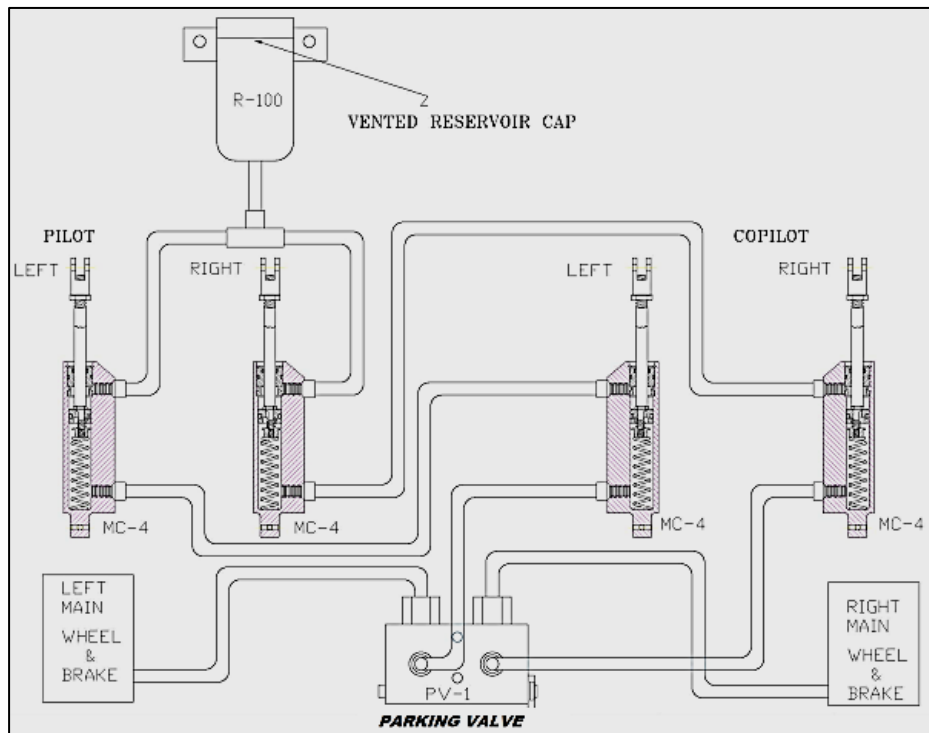 R-100
2
VENTED RESERVOIR CAP
PILOT
COPILOT
LEFT
RIGHT
LEFT
RIGHT
MC-4
MC-4
MC-4
MC-4
LEFT
MAIN
WHEEL
&
BRAKE
RIGHT
MAIN
WHEEL
&
BRAKE
PV-1
PARKING VALVE